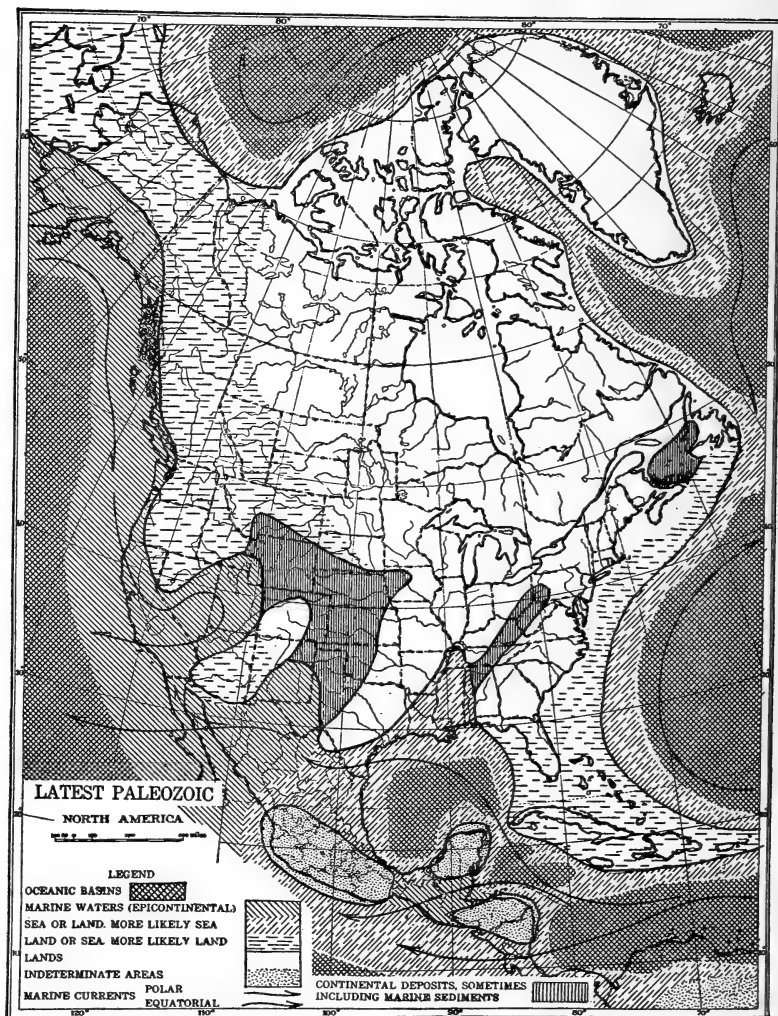 LATEST PALEOZOIC
NORTH AMERICA
LEGEND
OCEANIC BASINS
MARINE WATERS (EPICONTINENTAL)
SEA OR LAND. MORE LIKELY SEA
LAND OR SEA. MORE LIKELY LAND
LANDS
INDETERMINATE AREAS
MARINE CURRENTS POLAR
EQUATORIAL
CONTINENTAL DEPOSITS, SOMETIMES
INCLUDING MARINE SEDIMENTS
70°
80°
80°
70°
120°
110°
100°
90°
80°
70°